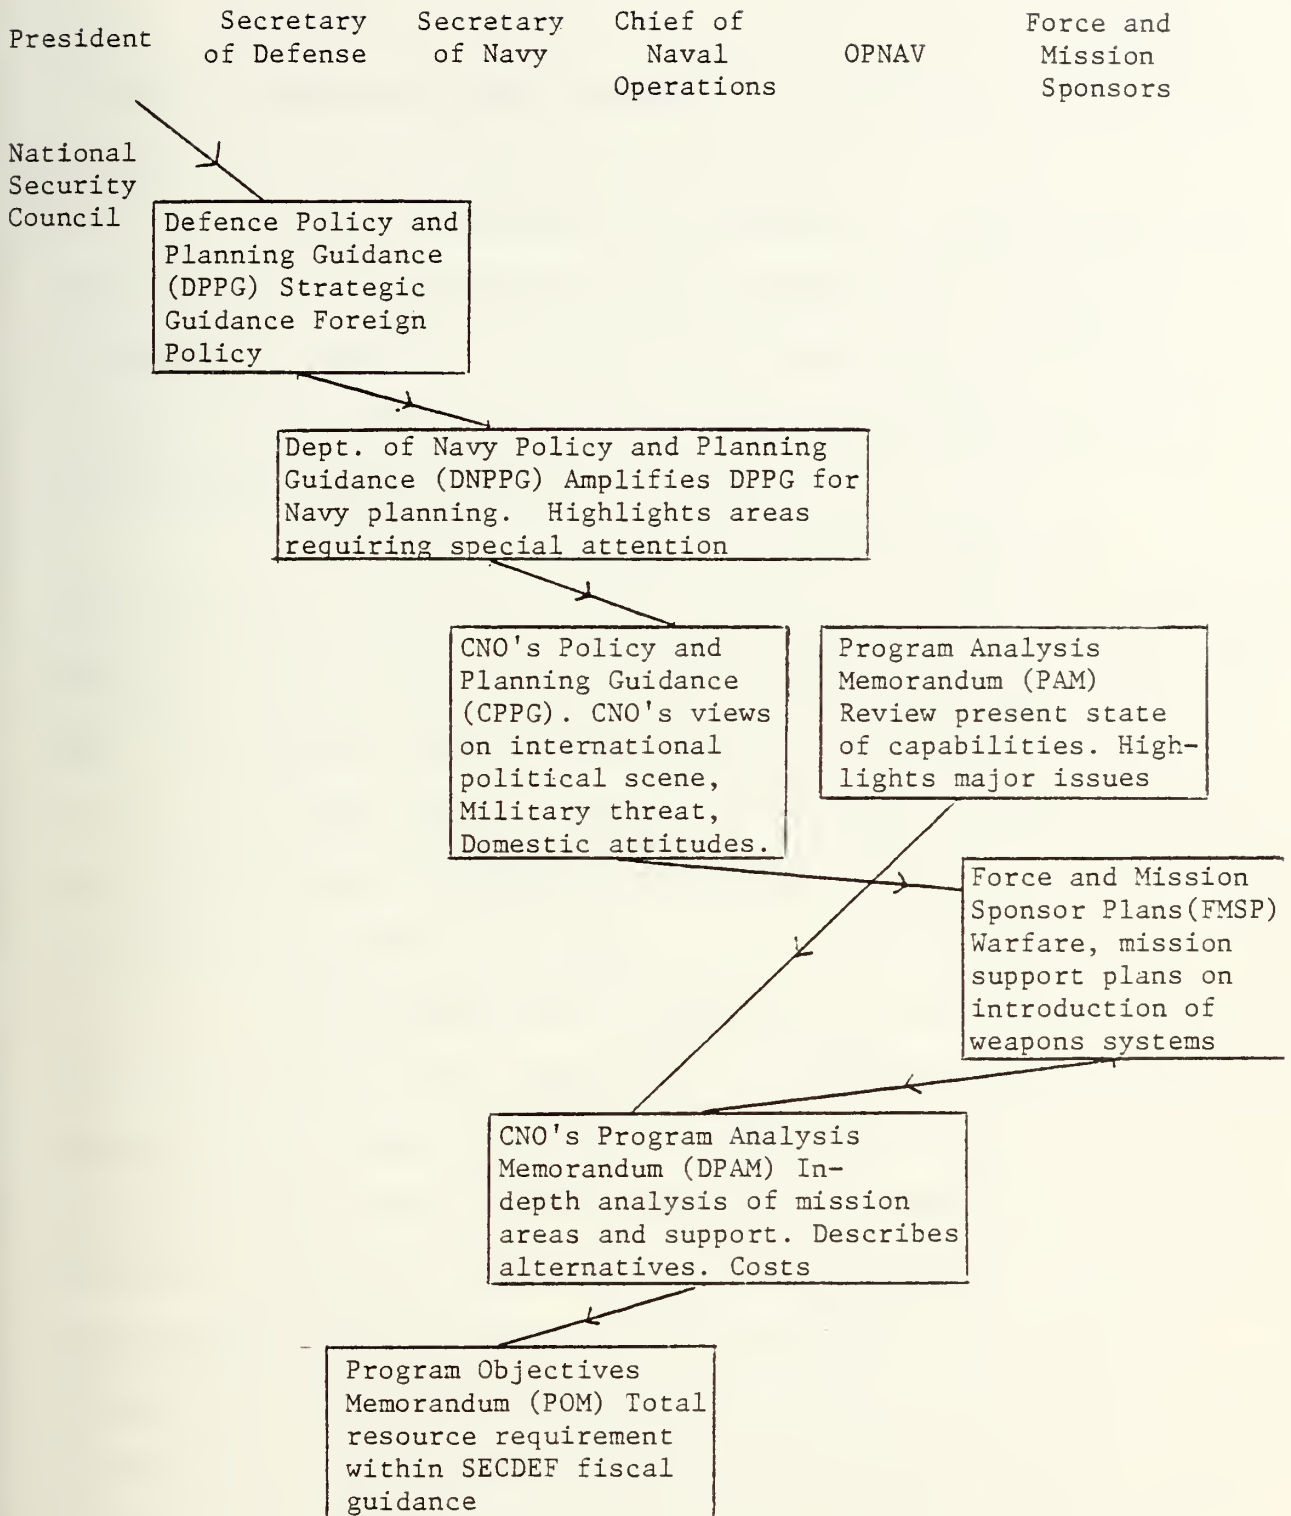 President
Secretary
of Defense
Secretary
of Navy
Chief of
Naval
Operations
OPNAV
Force and
Mission
Sponsors
National
Security
Council
Defence Policy and
Planning Guidance
(DPPG) Strategic
Guidance Foreign
Policy
Dept. of Navy Policy and Planning
Guidance (DNPPG) Amplifies DPPG for
Navy planning. Highlights areas
requiring special attention
CNO's Policy and
Planning Guidance
(CPPG). CNO's views
on international
political scene,
Military threat,
Domestic attitudes.
Program Analysis
Memorandum (PAM)
Review present state
of capabilities. High-
lights major issues
Force and Mission
Sponsor Plans(FMSP)
Warfare, mission
support plans on
introduction of
weapons systems
CNO's Program Analysis
Memorandum (DPAM) In-
depth analysis of mission
areas and support. Describes
alternatives. Costs
Program Objectives
Memorandum (POM) Total
resource requirement
within SECDEF fiscal
guidance